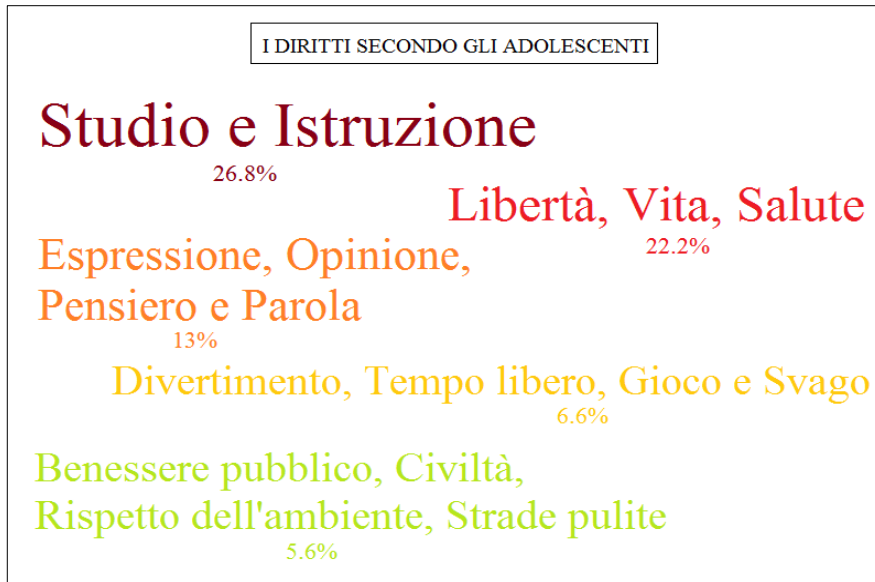 I DIRITTI SECONDO GLI ADOLESCENTI
Studio e Istruzione
26.8%
Libertà, Vita, Salute
22.2%
Espressione, Opinione,
Pensiero e Parola
13%
Divertimento, Tempo libero, Gioco e Svago
6.6%
Benessere pubblico, Civiltà,
Rispetto dell'ambiente, Strade pulite
5.6%